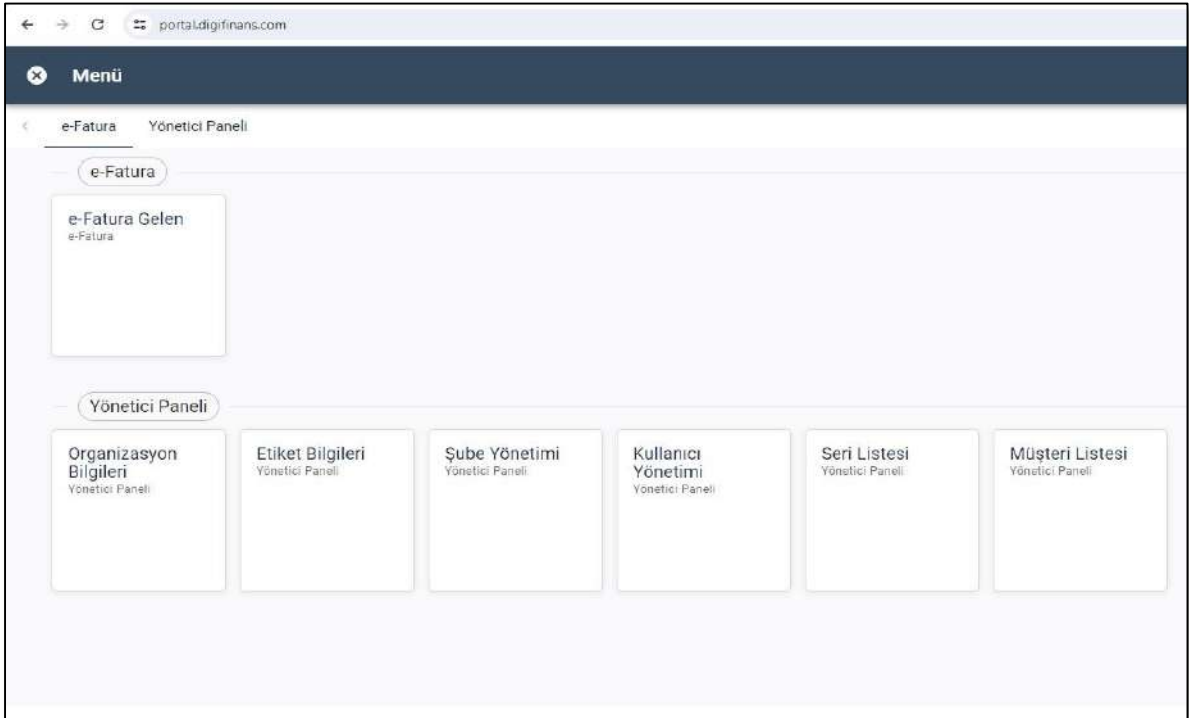 portal.digifinans.com
Menü
e-Fatura Yönetici Paneli
e-Fatura
e-Fatura Gelen
e-Fatura
Yönetici Paneli
Organizasyon
Bilgileri
Yönetici Paneli
Etiket Bilgileri
Yönetici Paneli
Şube Yönetimi
Yönetici Paneli
Kullanıcı
Yönetimi
Yönetici Paneli
Seri Listesi
Yönetici Paneli
Müşteri Listesi
Yönetici Paneli